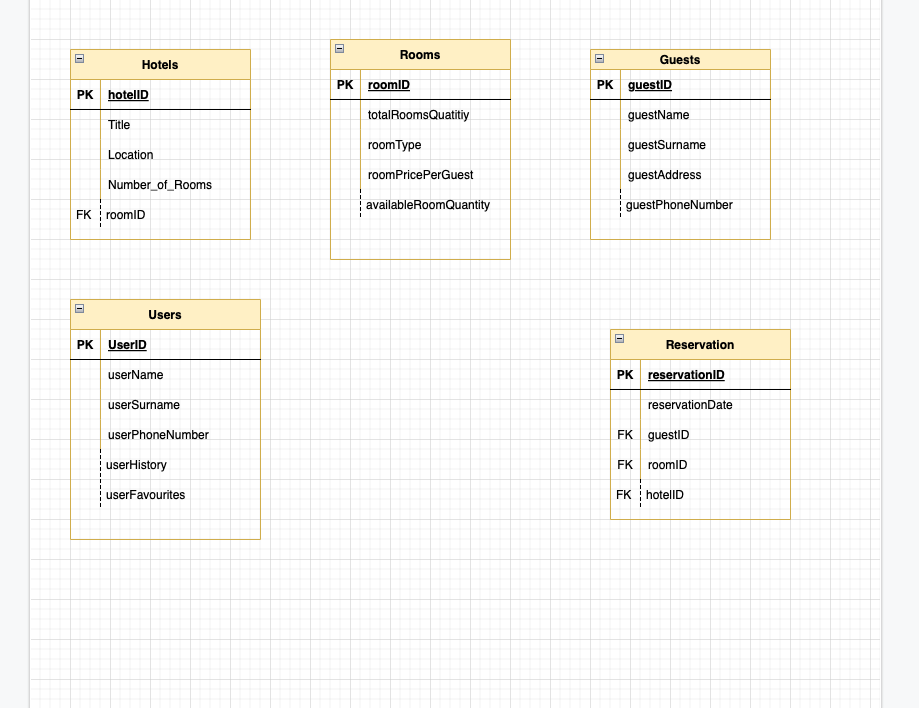 Hotels
PK hotelID
Title
Location
Number_of_Rooms
FK roomID
Rooms
PK roomID
totalRoomsQuatitiy
roomType
roomPricePerGuest
availableRoomQuantity
Guests
PK guestID
guestName
guestSurname
guestAddress
guestPhoneNumber
Users
PK UserID
userName
userSurname
userPhoneNumber
userHistory
userFavourites
Reservation
PK reservationID
reservationDate
FK guestID
FK roomID
FK hotelID